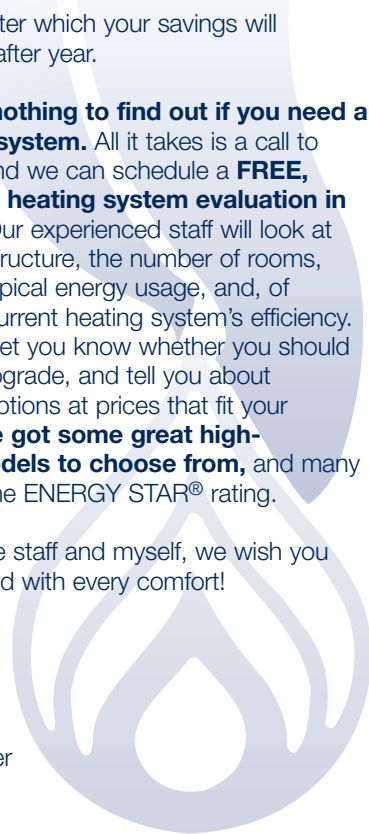 ter which your savings will
after year.
nothing to find out if you need a
system. All it takes is a call to
nd we can schedule a FREE,
heating system evaluation in
ur experienced staff will look at
ructure, the number of rooms,
pical energy usage, and, of
urrent heating system's efficiency.
et you know whether you should
pgrade, and tell you about
ptions at prices that fit your
e got some great high-
dels to choose from, and many
ne ENERGY STAR® rating.
e staff and myself, we wish you
d with every comfort!
er